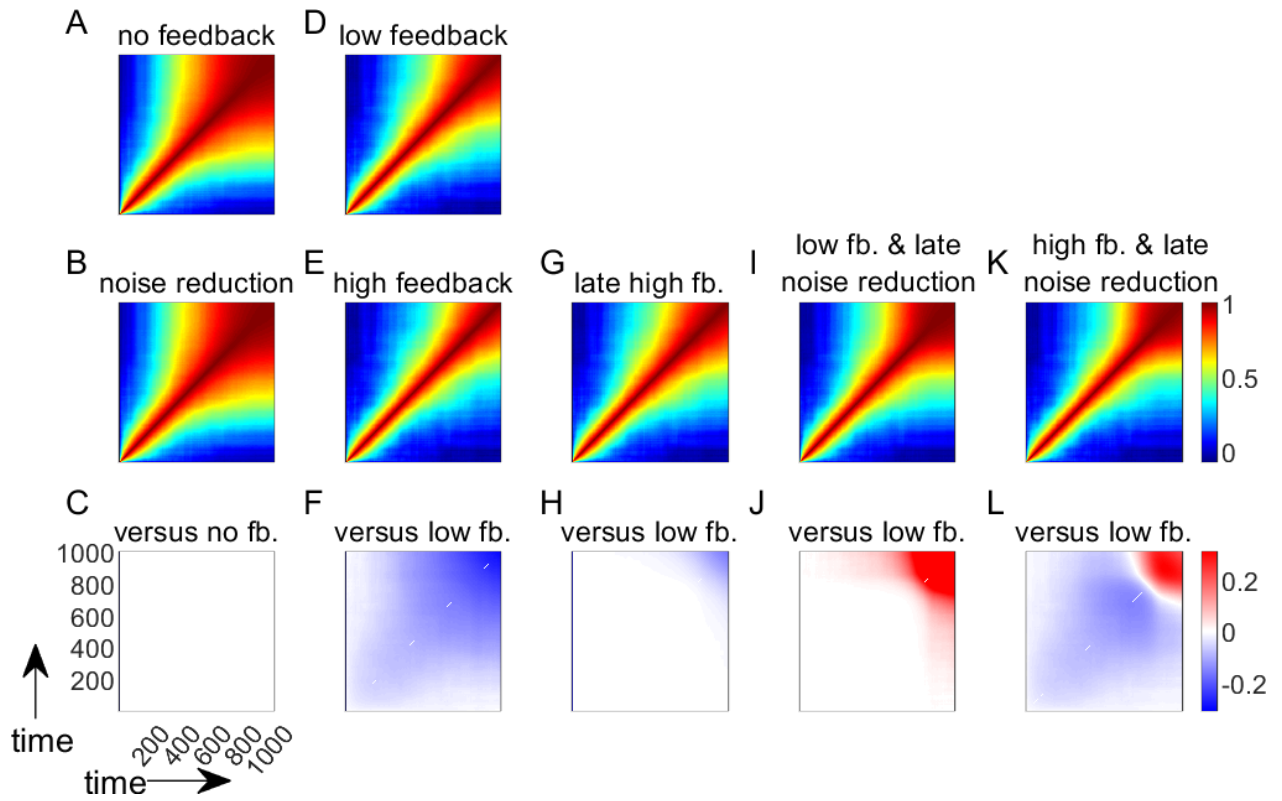 A
no feedback
D
low feedback
B
noise reduction
E
high feedback
G
late high fb.
I
low fb. & late
noise reduction
K
high fb. & late
noise reduction
1
0.5
0
C
versus no fb.
F
versus low fb.
H
versus low fb.
J
versus low fb.
L
versus low fb.
1000
800
600
400
200
time
200
400
600
800
1000
time
0.2
0
-0.2